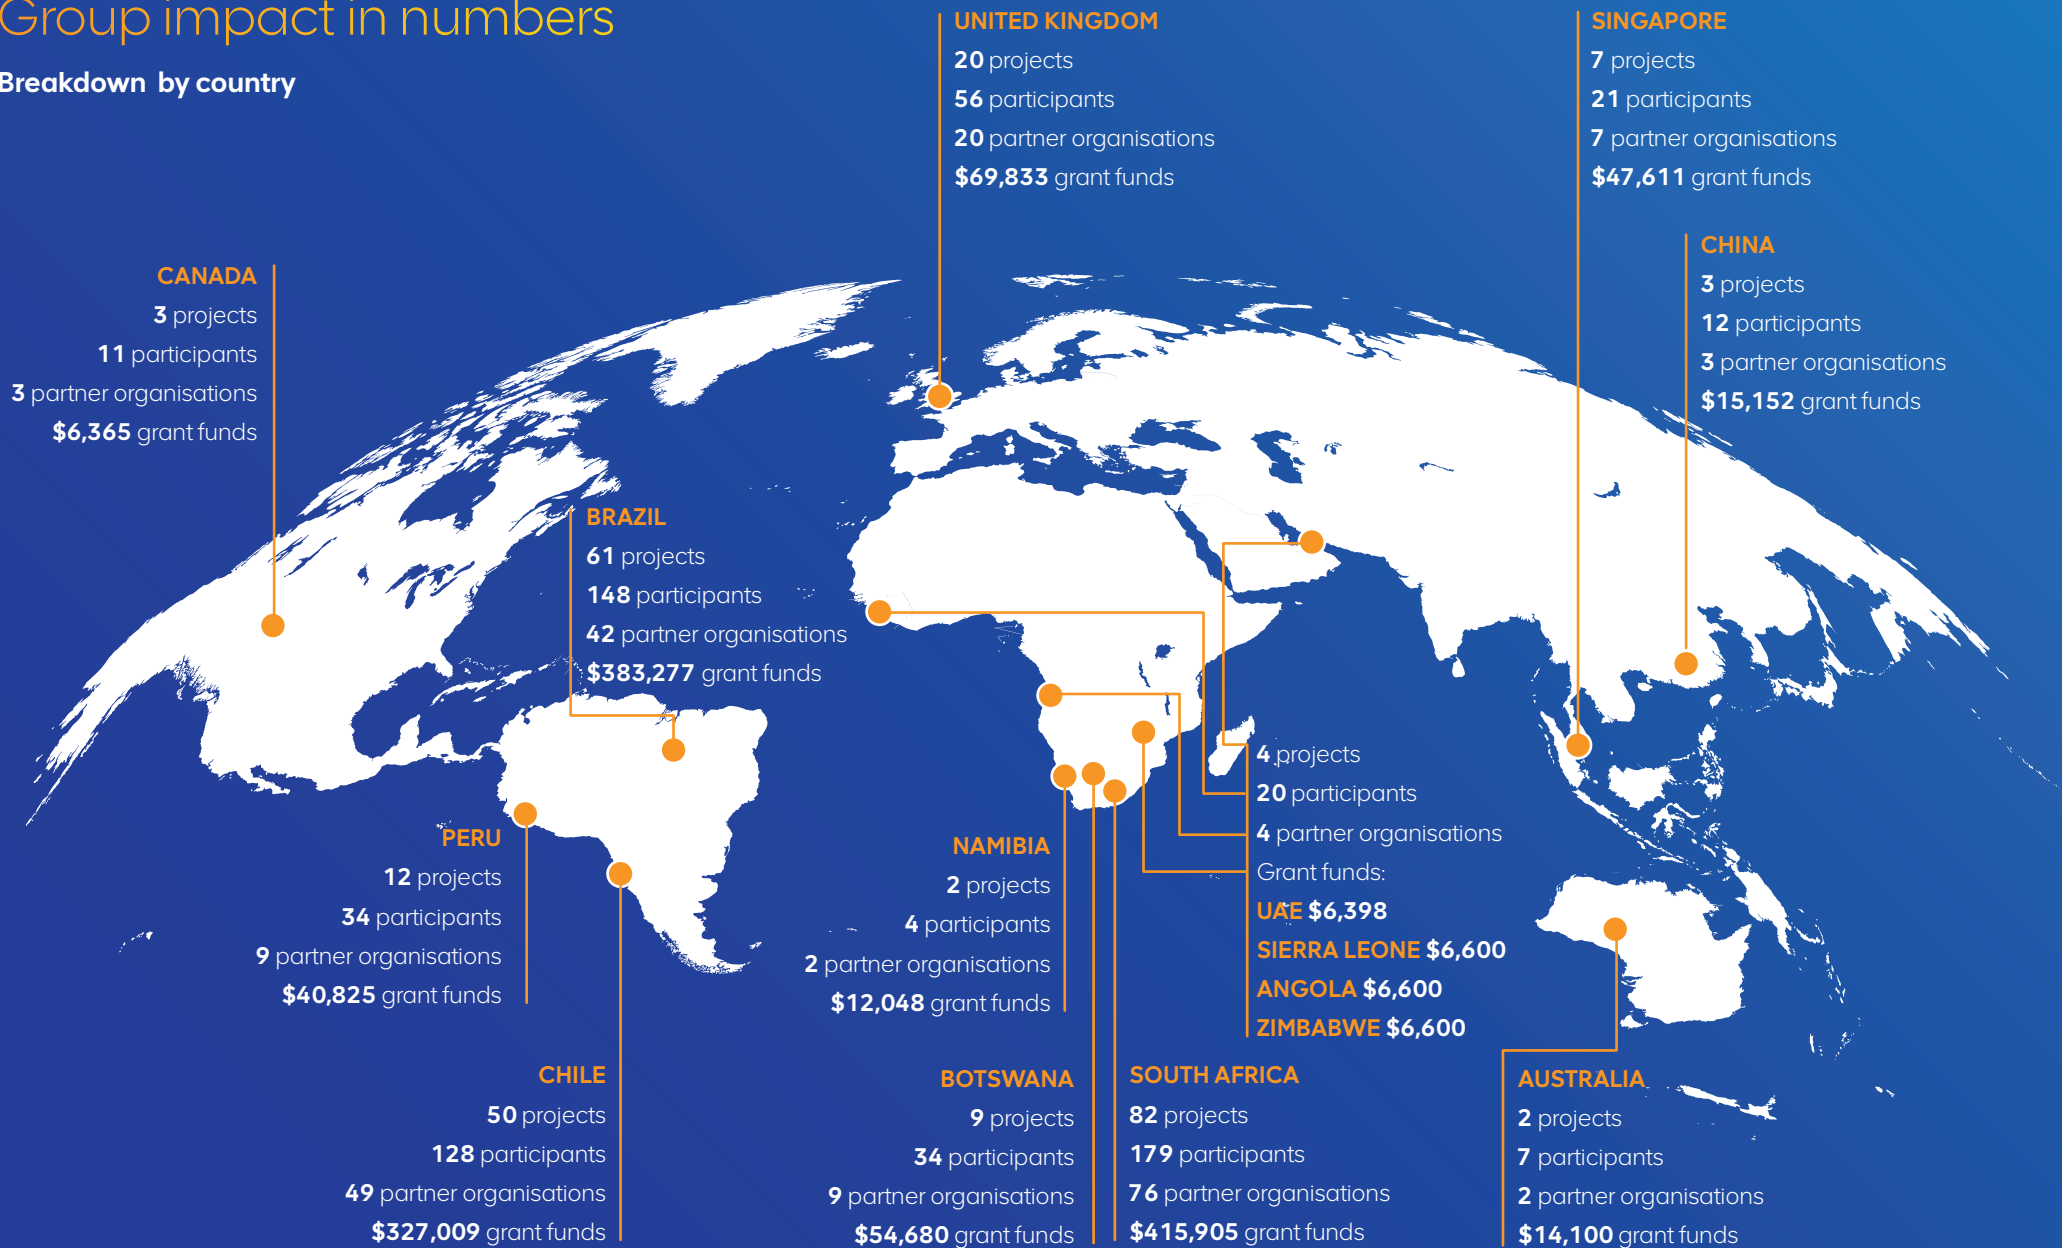 Group impact in numbers
Breakdown by country
UNITED KINGDOM
20 projects
56 participants
20 partner organisations
$69,833 grant funds
SINGAPORE
7 projects
21 participants
7 partner organisations
$47,611 grant funds
CHINA
3 projects
12 participants
3 partner organisations
$15,152 grant funds
CANADA
3 projects
11 participants
3 partner organisations
$6,365 grant funds
BRAZIL
61 projects
148 participants
42 partner organisations
$383,277 grant funds
4 projects
20 participants
4 partner organisations
Grant funds:
UAE $6,398
SIERRA LEONE $6,600
ANGOLA $6,600
ZIMBABWE $6,600
PERU
12 projects
34 participants
9 partner organisations
$40,825 grant funds
NAMIBIA
2 projects
4 participants
2 partner organisations
$12,048 grant funds
CHILE
50 projects
128 participants
49 partner organisations
$327,009 grant funds
BOTSWANA
9 projects
34 participants
9 partner organisations
$54,680 grant funds
SOUTH AFRICA
82 projects
179 participants
76 partner organisations
$415,905 grant funds
AUSTRALIA
2 projects
7 participants
2 partner organisations
$14,100 grant funds